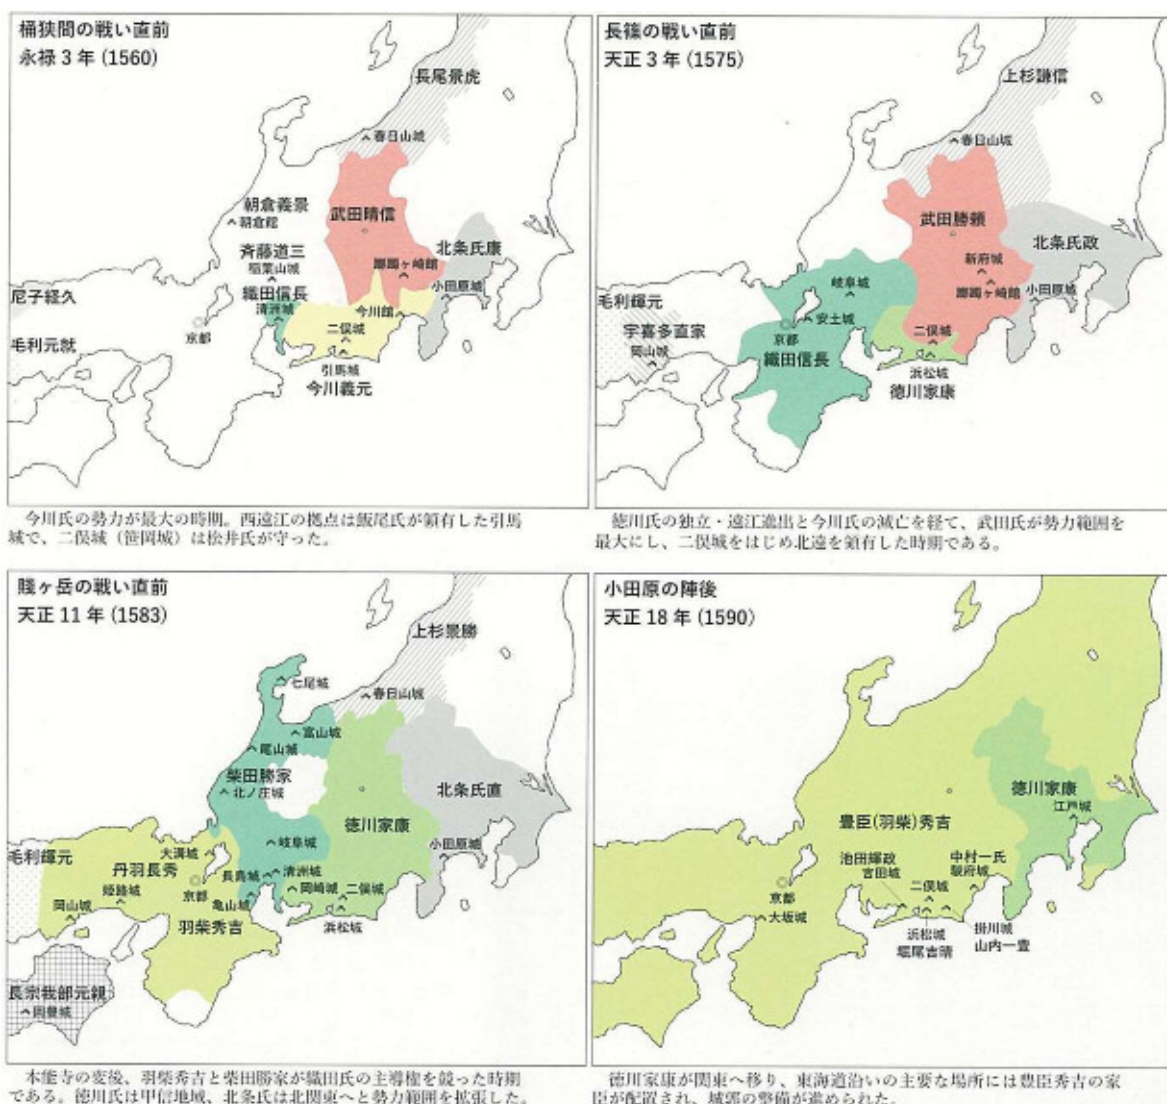 桶狭間の戦い直前
永禄3年(1560)
長尾景虎
春日山城
朝倉義景
朝倉館
武田晴信
斉藤道三
稲葉山城
北条氏康
躑躅ヶ崎館
織田信長
清洲城
小田原城
今川館
尼子経久
二俣城
京都
毛利元就
引馬城
今川義元
今川氏の勢力が最大の時期。西遠江の拠点は飯尾氏が領有した引馬
城で、二俣城(笹岡城)は松井氏が守った。
長篠の戦い直前
天正3年(1575)
上杉謙信
春日山城
武田勝頼
北条氏政
新府城
岐阜城
躑躅ヶ崎館
小田原城
毛利輝元
安土城
宇喜多直家
二俣城
京都
岡山城
織田信長
浜松城
徳川家康
徳川氏の独立・遠江進出と今川氏の滅亡を経て、武田氏が勢力範囲を
最大にし、二俣城をはじめ北遠を領有した時期である。
賤ヶ岳の戦い直前
天正11年(1583)
上杉景勝
七尾城
春日山城
富山城
尾山城
柴田勝家
北ノ庄城
北条氏直
徳川家康
岐阜城
小田原城
毛利輝元
大溝城
丹羽長秀
長島城
清洲城
姫路城
京都
岡崎城
二俣城
岡山城
亀山城
羽柴秀吉
浜松城
長宗我部元親
岡豊城
本能寺の変後、羽柴秀吉と柴田勝家が織田氏の主導権を競った時期
である。徳川氏は甲信地域、北条氏は北関東へと勢力範囲を拡張した。
小田原の陣後
天正18年(1590)
徳川家康
江戸城
豊臣(羽柴)秀吉
池田輝政
吉田城
中村一氏
駿府城
二俣城
京都
大坂城
浜松城
堀尾吉晴
掛川城
山内一豊
徳川家康が関東へ移り、東海道沿いの主要な場所には豊臣秀吉の家
臣が配置され、城郭の整備が進められた。